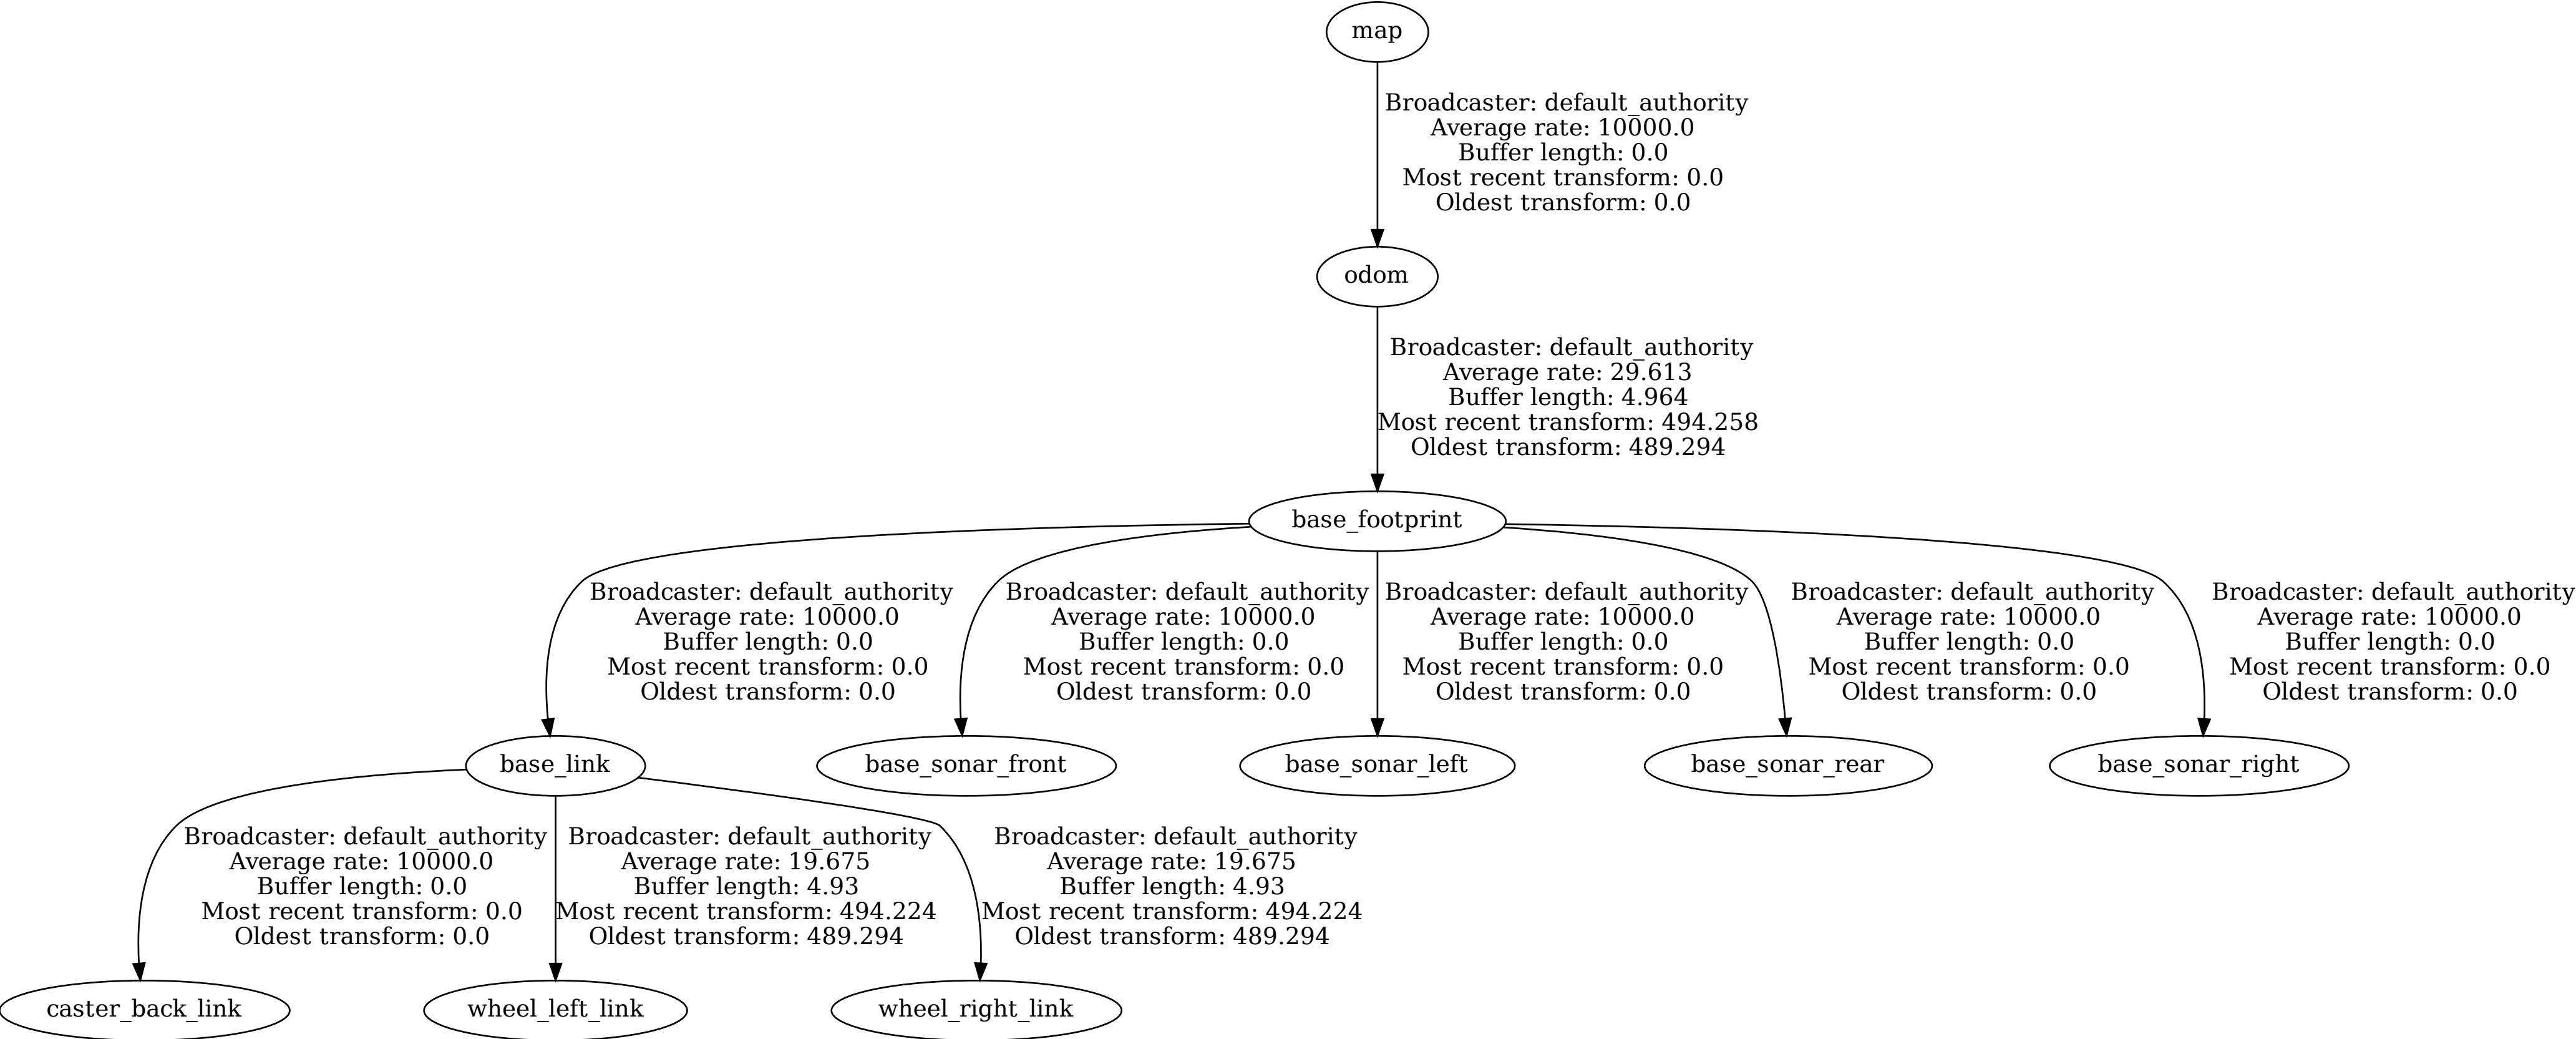 map
Broadcaster: default_authority
Average rate: 10000.0
Buffer length: 0.0
Most recent transform: 0.0
Oldest transform: 0.0
odom
Broadcaster: default_authority
Average rate: 29.613
Buffer length: 4.964
Most recent transform: 494.258
Oldest transform: 489.294
base_footprint
Broadcaster: default_authority
Average rate: 10000.0
Buffer length: 0.0
Most recent transform: 0.0
Oldest transform: 0.0
Broadcaster: default_authority
Average rate: 10000.0
Buffer length: 0.0
Most recent transform: 0.0
Oldest transform: 0.0
Broadcaster: default_authority
Average rate: 10000.0
Buffer length: 0.0
Most recent transform: 0.0
Oldest transform: 0.0
Broadcaster: default_authority
Average rate: 10000.0
Buffer length: 0.0
Most recent transform: 0.0
Oldest transform: 0.0
Broadcaster: default_authority
Average rate: 10000.0
Buffer length: 0.0
Most recent transform: 0.0
Oldest transform: 0.0
base_link
base_sonar_front
base_sonar_left
base_sonar_rear
base_sonar_right
Broadcaster: default_authority
Average rate: 10000.0
Buffer length: 0.0
Most recent transform: 0.0
Oldest transform: 0.0
Broadcaster: default_authority
Average rate: 19.675
Buffer length: 4.93
Most recent transform: 494.224
Oldest transform: 489.294
Broadcaster: default_authority
Average rate: 19.675
Buffer length: 4.93
Most recent transform: 494.224
Oldest transform: 489.294
caster_back_link
wheel_left_link
wheel_right_link